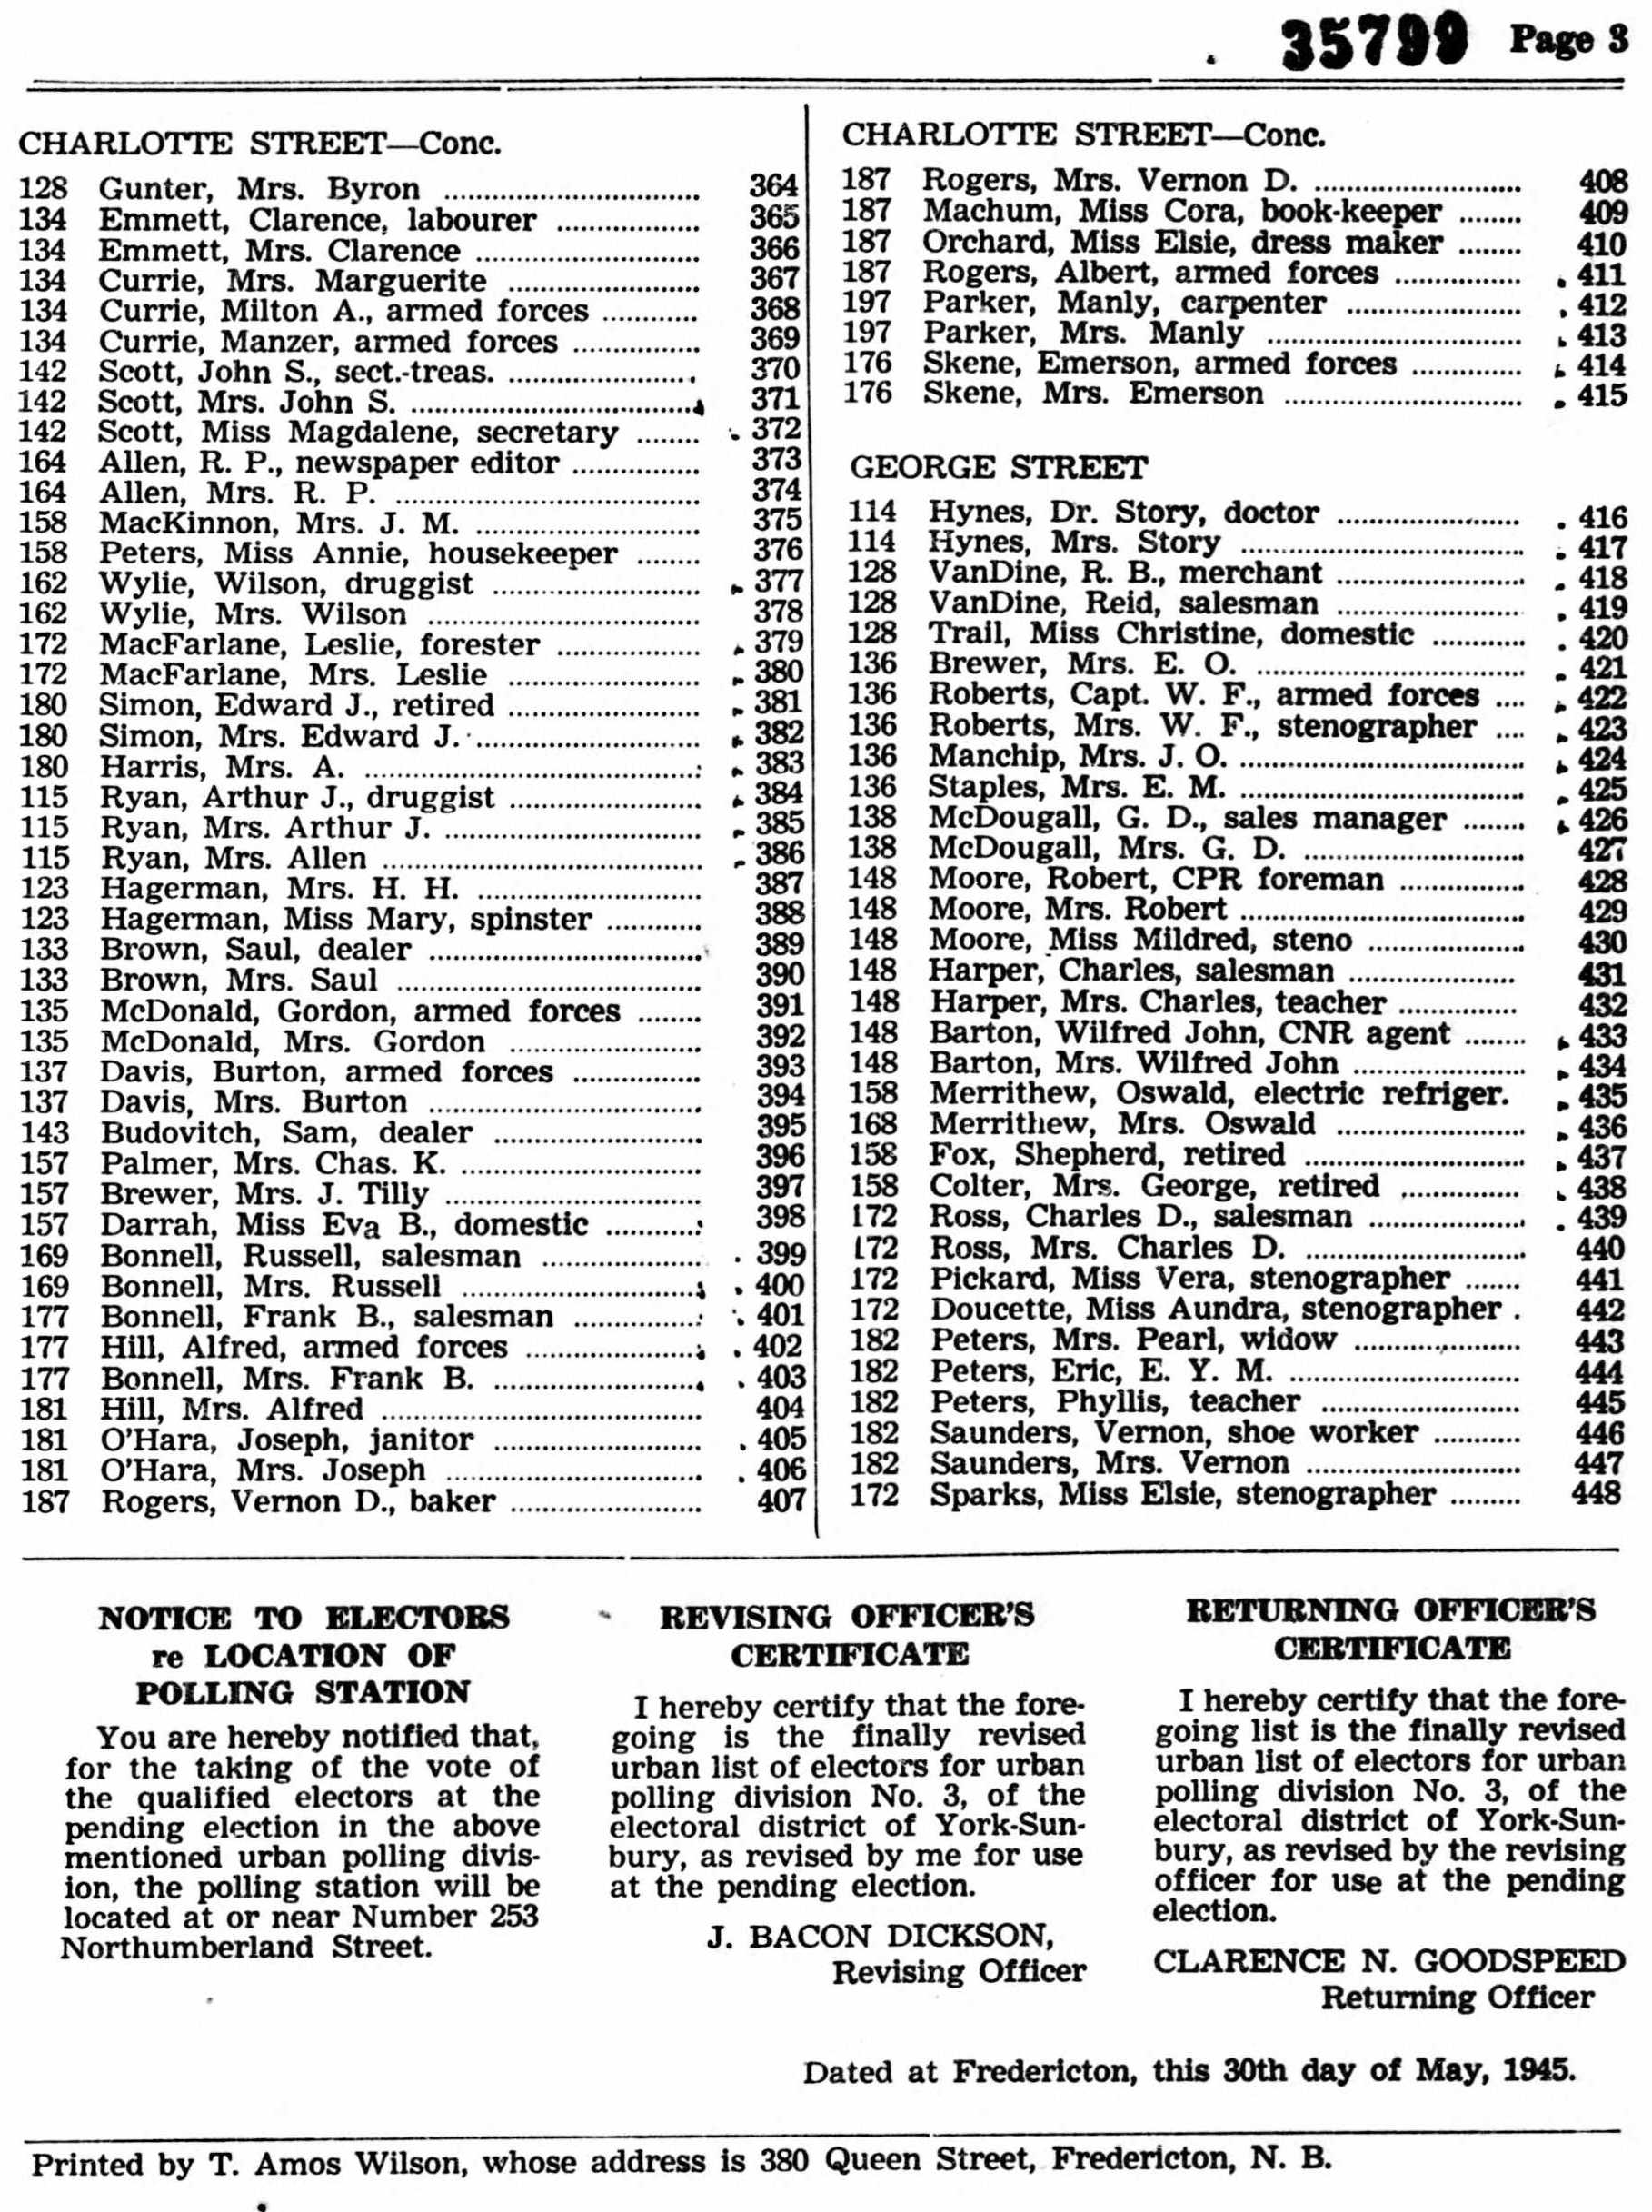 35799 Page 3
CHARLOTTE STREET—Conc.
128 Gunter, Mrs. Byron ........ 364
134 Emmett, Clarence, labourer ........ 365
134 Emmett, Mrs. Clarence ........ 366
134 Currie, Mrs. Marguerite ........ 367
134 Currie, Milton A., armed forces ........ 368
134 Currie, Manzer, armed forces ........ 369
142 Scott, John S., sect.-treas. ........ 370
142 Scott, Mrs. John S. ........ 371
142 Scott, Miss Magdalene, secretary ........ 372
164 Allen, R. P., newspaper editor ........ 373
164 Allen, Mrs. R. P. ........ 374
158 MacKinnon, Mrs. J. M. ........ 375
158 Peters, Miss Annie, housekeeper ........ 376
162 Wylie, Wilson, druggist ........ 377
162 Wylie, Mrs. Wilson ........ 378
172 MacFarlane, Leslie, forester ........ 379
172 MacFarlane, Mrs. Leslie ........ 380
180 Simon, Edward J., retired ........ 381
180 Simon, Mrs. Edward J. ........ 382
180 Harris, Mrs. A. ........ 383
115 Ryan, Arthur J., druggist ........ 384
115 Ryan, Mrs. Arthur J. ........ 385
115 Ryan, Mrs. Allen ........ 386
123 Hagerman, Mrs. H. H. ........ 387
123 Hagerman, Miss Mary, spinster ........ 388
133 Brown, Saul, dealer ........ 389
133 Brown, Mrs. Saul ........ 390
135 McDonald, Gordon, armed forces ........ 391
135 McDonald, Mrs. Gordon ........ 392
137 Davis, Burton, armed forces ........ 393
137 Davis, Mrs. Burton ........ 394
143 Budovitch, Sam, dealer ........ 395
157 Palmer, Mrs. Chas. K. ........ 396
157 Brewer, Mrs. J. Tilly ........ 397
157 Darrah, Miss Eva B., domestic ........ 398
169 Bonnell, Russell, salesman ........ 399
169 Bonnell, Mrs. Russell ........ 400
177 Bonnell, Frank B., salesman ........ 401
177 Hill, Alfred, armed forces ........ 402
177 Bonnell, Mrs. Frank B. ........ 403
181 Hill, Mrs. Alfred ........ 404
181 O'Hara, Joseph, janitor ........ 405
181 O'Hara, Mrs. Joseph ........ 406
187 Rogers, Vernon D., baker ........ 407
CHARLOTTE STREET—Conc.
187 Rogers, Mrs. Vernon D. ........ 408
187 Machum, Miss Cora, book-keeper ........ 409
187 Orchard, Miss Elsie, dress maker ........ 410
187 Rogers, Albert, armed forces ........ 411
197 Parker, Manly, carpenter ........ 412
197 Parker, Mrs. Manly ........ 413
176 Skene, Emerson, armed forces ........ 414
176 Skene, Mrs. Emerson ........ 415
GEORGE STREET
114 Hynes, Dr. Story, doctor ........ 416
114 Hynes, Mrs. Story ........ 417
128 VanDine, R. B., merchant ........ 418
128 VanDine, Reid, salesman ........ 419
128 Trail, Miss Christine, domestic ........ 420
136 Brewer, Mrs. E. O. ........ 421
136 Roberts, Capt. W. F., armed forces .... 422
136 Roberts, Mrs. W. F., stenographer .... 423
136 Manchip, Mrs. J. O. ........ 424
136 Staples, Mrs. E. M. ........ 425
138 McDougall, G. D., sales manager ........ 426
138 McDougall, Mrs. G. D. ........ 427
148 Moore, Robert, CPR foreman ........ 428
148 Moore, Mrs. Robert ........ 429
148 Moore, Miss Mildred, steno ........ 430
148 Harper, Charles, salesman ........ 431
148 Harper, Mrs. Charles, teacher ........ 432
148 Barton, Wilfred John, CNR agent ........ 433
148 Barton, Mrs. Wilfred John ........ 434
158 Merrithew, Oswald, electric refriger. 435
168 Merrithew, Mrs. Oswald ........ 436
158 Fox, Shepherd, retired ........ 437
158 Colter, Mrs. George, retired ........ 438
172 Ross, Charles D., salesman ........ 439
172 Ross, Mrs. Charles D. ........ 440
172 Pickard, Miss Vera, stenographer ....... 441
172 Doucette, Miss Aundra, stenographer . 442
182 Peters, Mrs. Pearl, widow ........ 443
182 Peters, Eric, E. Y. M. ........ 444
182 Peters, Phyllis, teacher ........ 445
182 Saunders, Vernon, shoe worker ........ 446
182 Saunders, Mrs. Vernon ........ 447
172 Sparks, Miss Elsie, stenographer ........ 448
NOTICE TO ELECTORS
re LOCATION OF
POLLING STATION
You are hereby notified that,
for the taking of the vote of
the qualified electors at the
pending election in the above
mentioned urban polling divis-
ion, the polling station will be
located at or near Number 253
Northumberland Street.
REVISING OFFICER'S
CERTIFICATE
I hereby certify that the fore-
going is the finally revised
urban list of electors for urban
polling division No. 3, of the
electoral district of York-Sun-
bury, as revised by me for use
at the pending election.
J. BACON DICKSON,
Revising Officer
RETURNING OFFICER'S
CERTIFICATE
I hereby certify that the fore-
going list is the finally revised
urban list of electors for urban
polling division No. 3, of the
electoral district of York-Sun-
bury, as revised by the revising
officer for use at the pending
election.
CLARENCE N. GOODSPEED
Returning Officer
Dated at Fredericton, this 30th day of May, 1945.
Printed by T. Amos Wilson, whose address is 380 Queen Street, Fredericton, N. B.